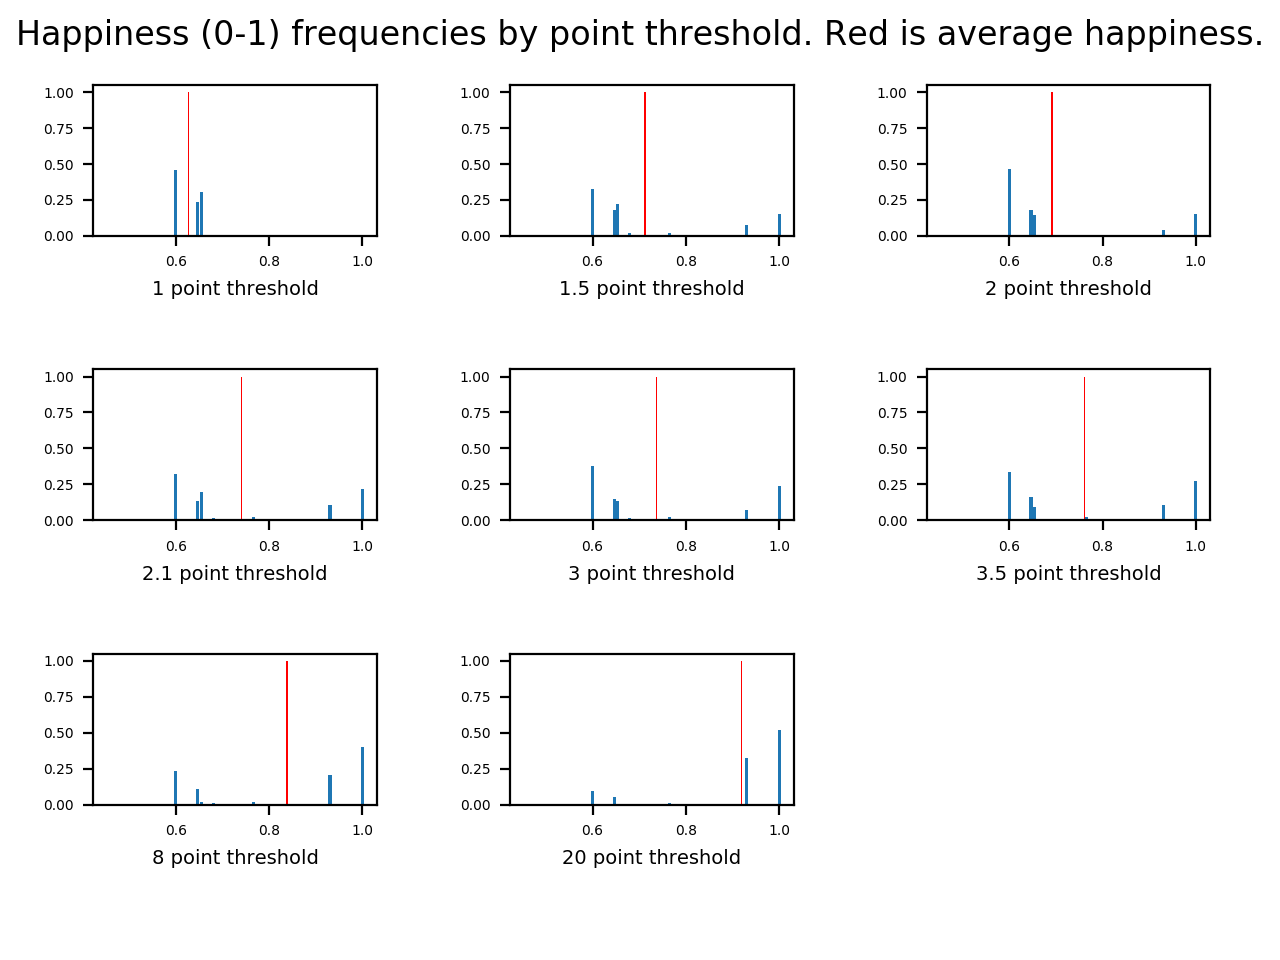 Happiness (0-1) frequencies by point threshold. Red is average happiness.
1.00 1.00 1.00
0.75 0.75 0.75
0.50 0.50 0.50
0.25 0.25 0.25
0.00 0.00 0.00
0.6 0.8 1.0 0.6 0.8 1.0 0.6 0.8 1.0
1 point threshold 1.5 point threshold 2 point threshold
1.00 1.00 1.00
0.75 0.75 0.75
0.50 0.50 0.50
0.25 0.25 0.25
0.00 0.00 0.00
0.6 0.8 1.0 0.6 0.8 1.0 0.6 0.8 1.0
2.1 point threshold 3 point threshold 3.5 point threshold
1.00 1.00
0.75 0.75
0.50 0.50
0.25 0.25
0.00 0.00
0.6 0.8 1.0 0.6 0.8 1.0
8 point threshold 20 point threshold